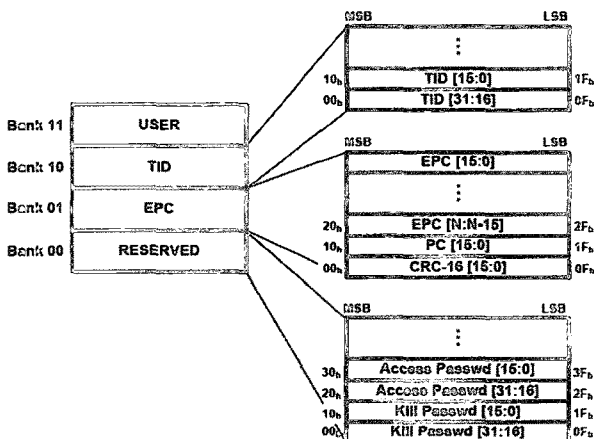 MSB LSB
10h TID [15:0] 1Fh
00h TID [31:16] 0Fh
Bank 11 USER
Bank 10 TID
Bank 01 EPC
Bank 00 RESERVED
MSB LSB
EPC [15:0]
20h EPC [N:N-15] 2Fh
10h PC [15:0] 1Fh
00h CRC-16 [15:0] 0Fh
MSB LSB
30h Access Passwd [15:0] 3Fh
20h Access Passwd [31:16] 2Fh
10h Kill Passwd [15:0] 1Fh
00h Kill Passwd [31:16] 0Fh